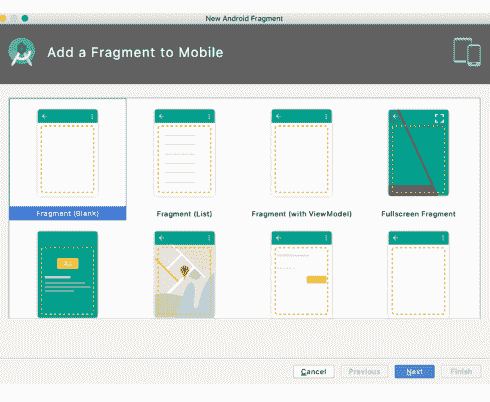 New Android Fragment
Add a Fragment to Mobile
Fragment (Blank)
Fragment (List)
Fragment (with ViewModel)
Fullscreen Fragment
Cancel
Previous
Next
Finish